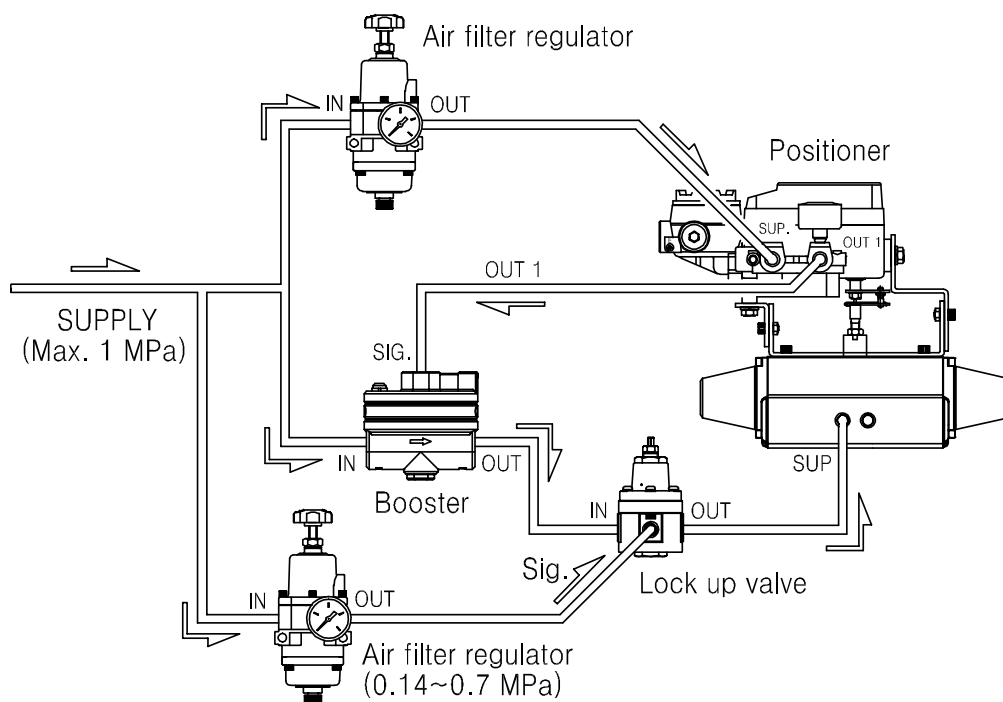 Air filter regulator
IN
OUT
Positioner
SUP.
OUT 1
OUT 1
SUPPLY
(Max. 1 MPa)
SIG.
IN
OUT
Booster
SUP
IN
OUT
Sig.
Lock up valve
IN
OUT
Air filter regulator
(0.14~0.7 MPa)